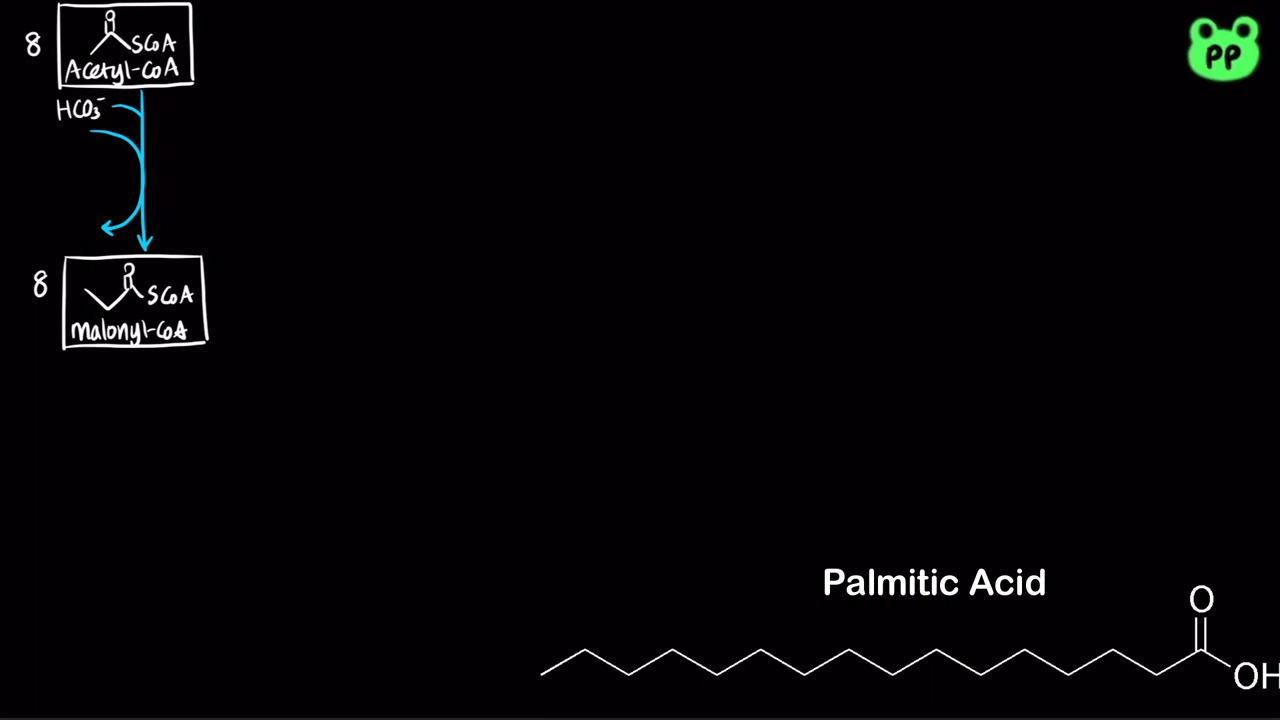 8
O
SCoA
Acetyl-CoA
HCO3⁻
8
O
SCoA
malonyl-CoA
PP
Palmitic Acid
O
OH